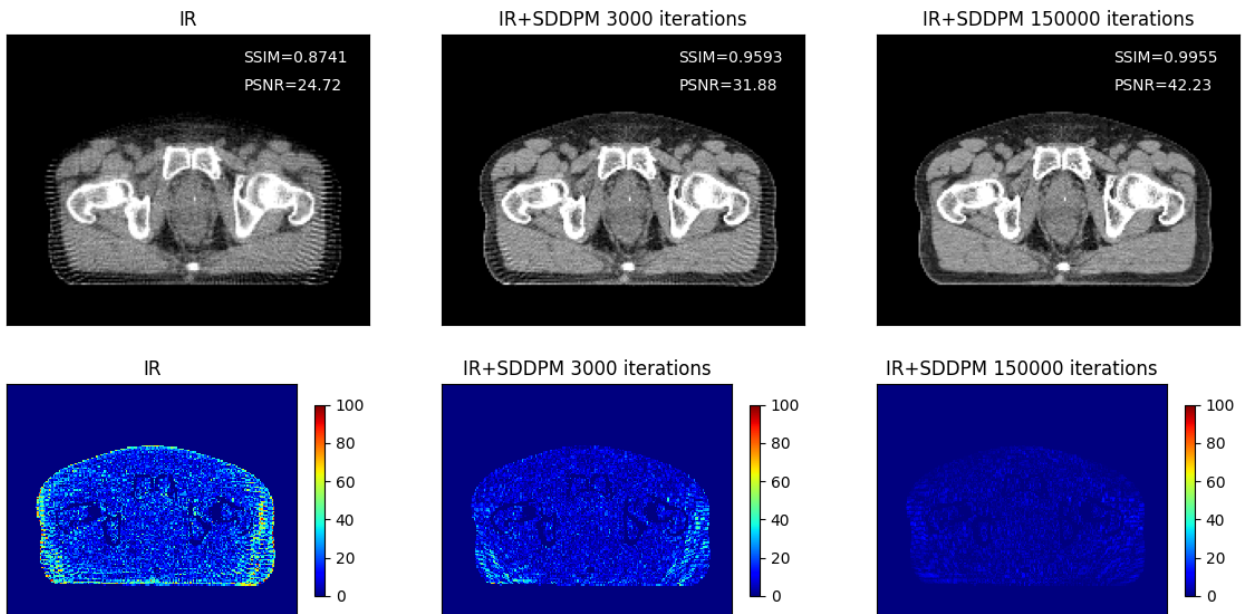 IR
SSIM=0.8741
PSNR=24.72
IR+SDDPM 3000 iterations
SSIM=0.9593
PSNR=31.88
IR+SDDPM 150000 iterations
SSIM=0.9955
PSNR=42.23
IR
100
80
60
40
20
0
IR+SDDPM 3000 iterations
100
80
60
40
20
0
IR+SDDPM 150000 iterations
100
80
60
40
20
0